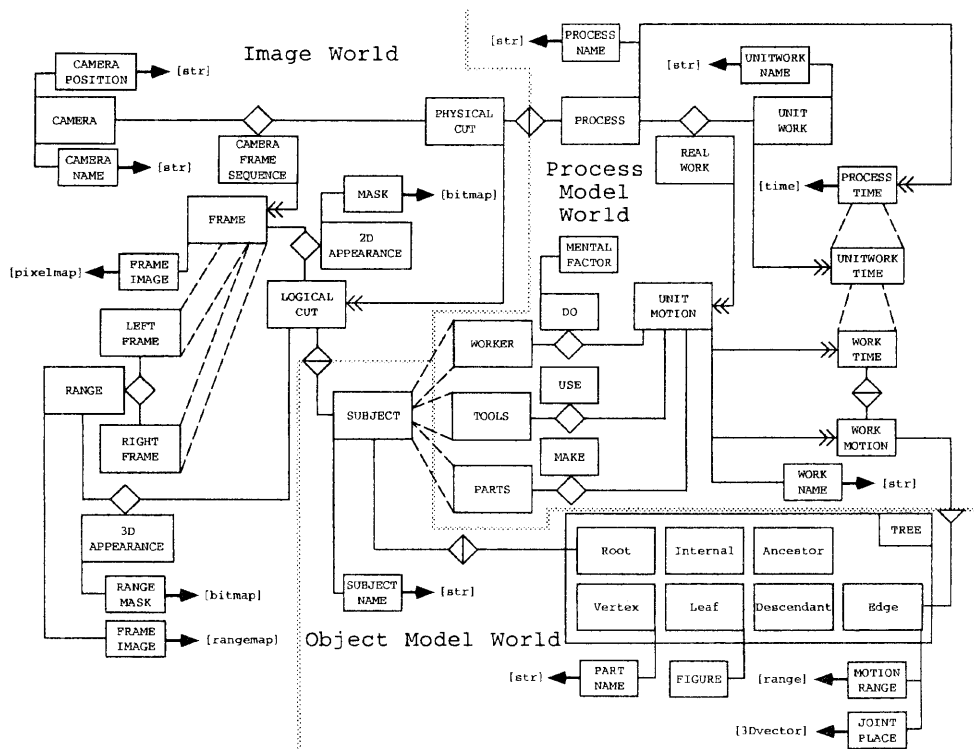 Image World
CAMERA
POSITION
[str]
CAMERA
CAMERA
NAME
[str]
CAMERA
FRAME
SEQUENCE
PHYSICAL
CUT
FRAME
MASK
[bitmap]
2D
APPEARANCE
[pixelmap]
FRAME
IMAGE
LOGICAL
CUT
LEFT
FRAME
RANGE
RIGHT
FRAME
3D
APPEARANCE
RANGE
MASK
[bitmap]
FRAME
IMAGE
[rangemap]
[str]
PROCESS
NAME
[str]
UNITWORK
NAME
PROCESS
UNIT
WORK
REAL
WORK
Process
Model
World
[time]
PROCESS
TIME
MENTAL
FACTOR
UNITWORK
TIME
DO
UNIT
MOTION
WORKER
WORK
TIME
SUBJECT
USE
TOOLS
MAKE
WORK
MOTION
PARTS
WORK
NAME
[str]
TREE
Root
Internal
Ancestor
SUBJECT
NAME
[str]
Vertex
Leaf
Descendant
Edge
Object Model World
[str]
PART
NAME
FIGURE
[range]
MOTION
RANGE
[3Dvector]
JOINT
PLACE